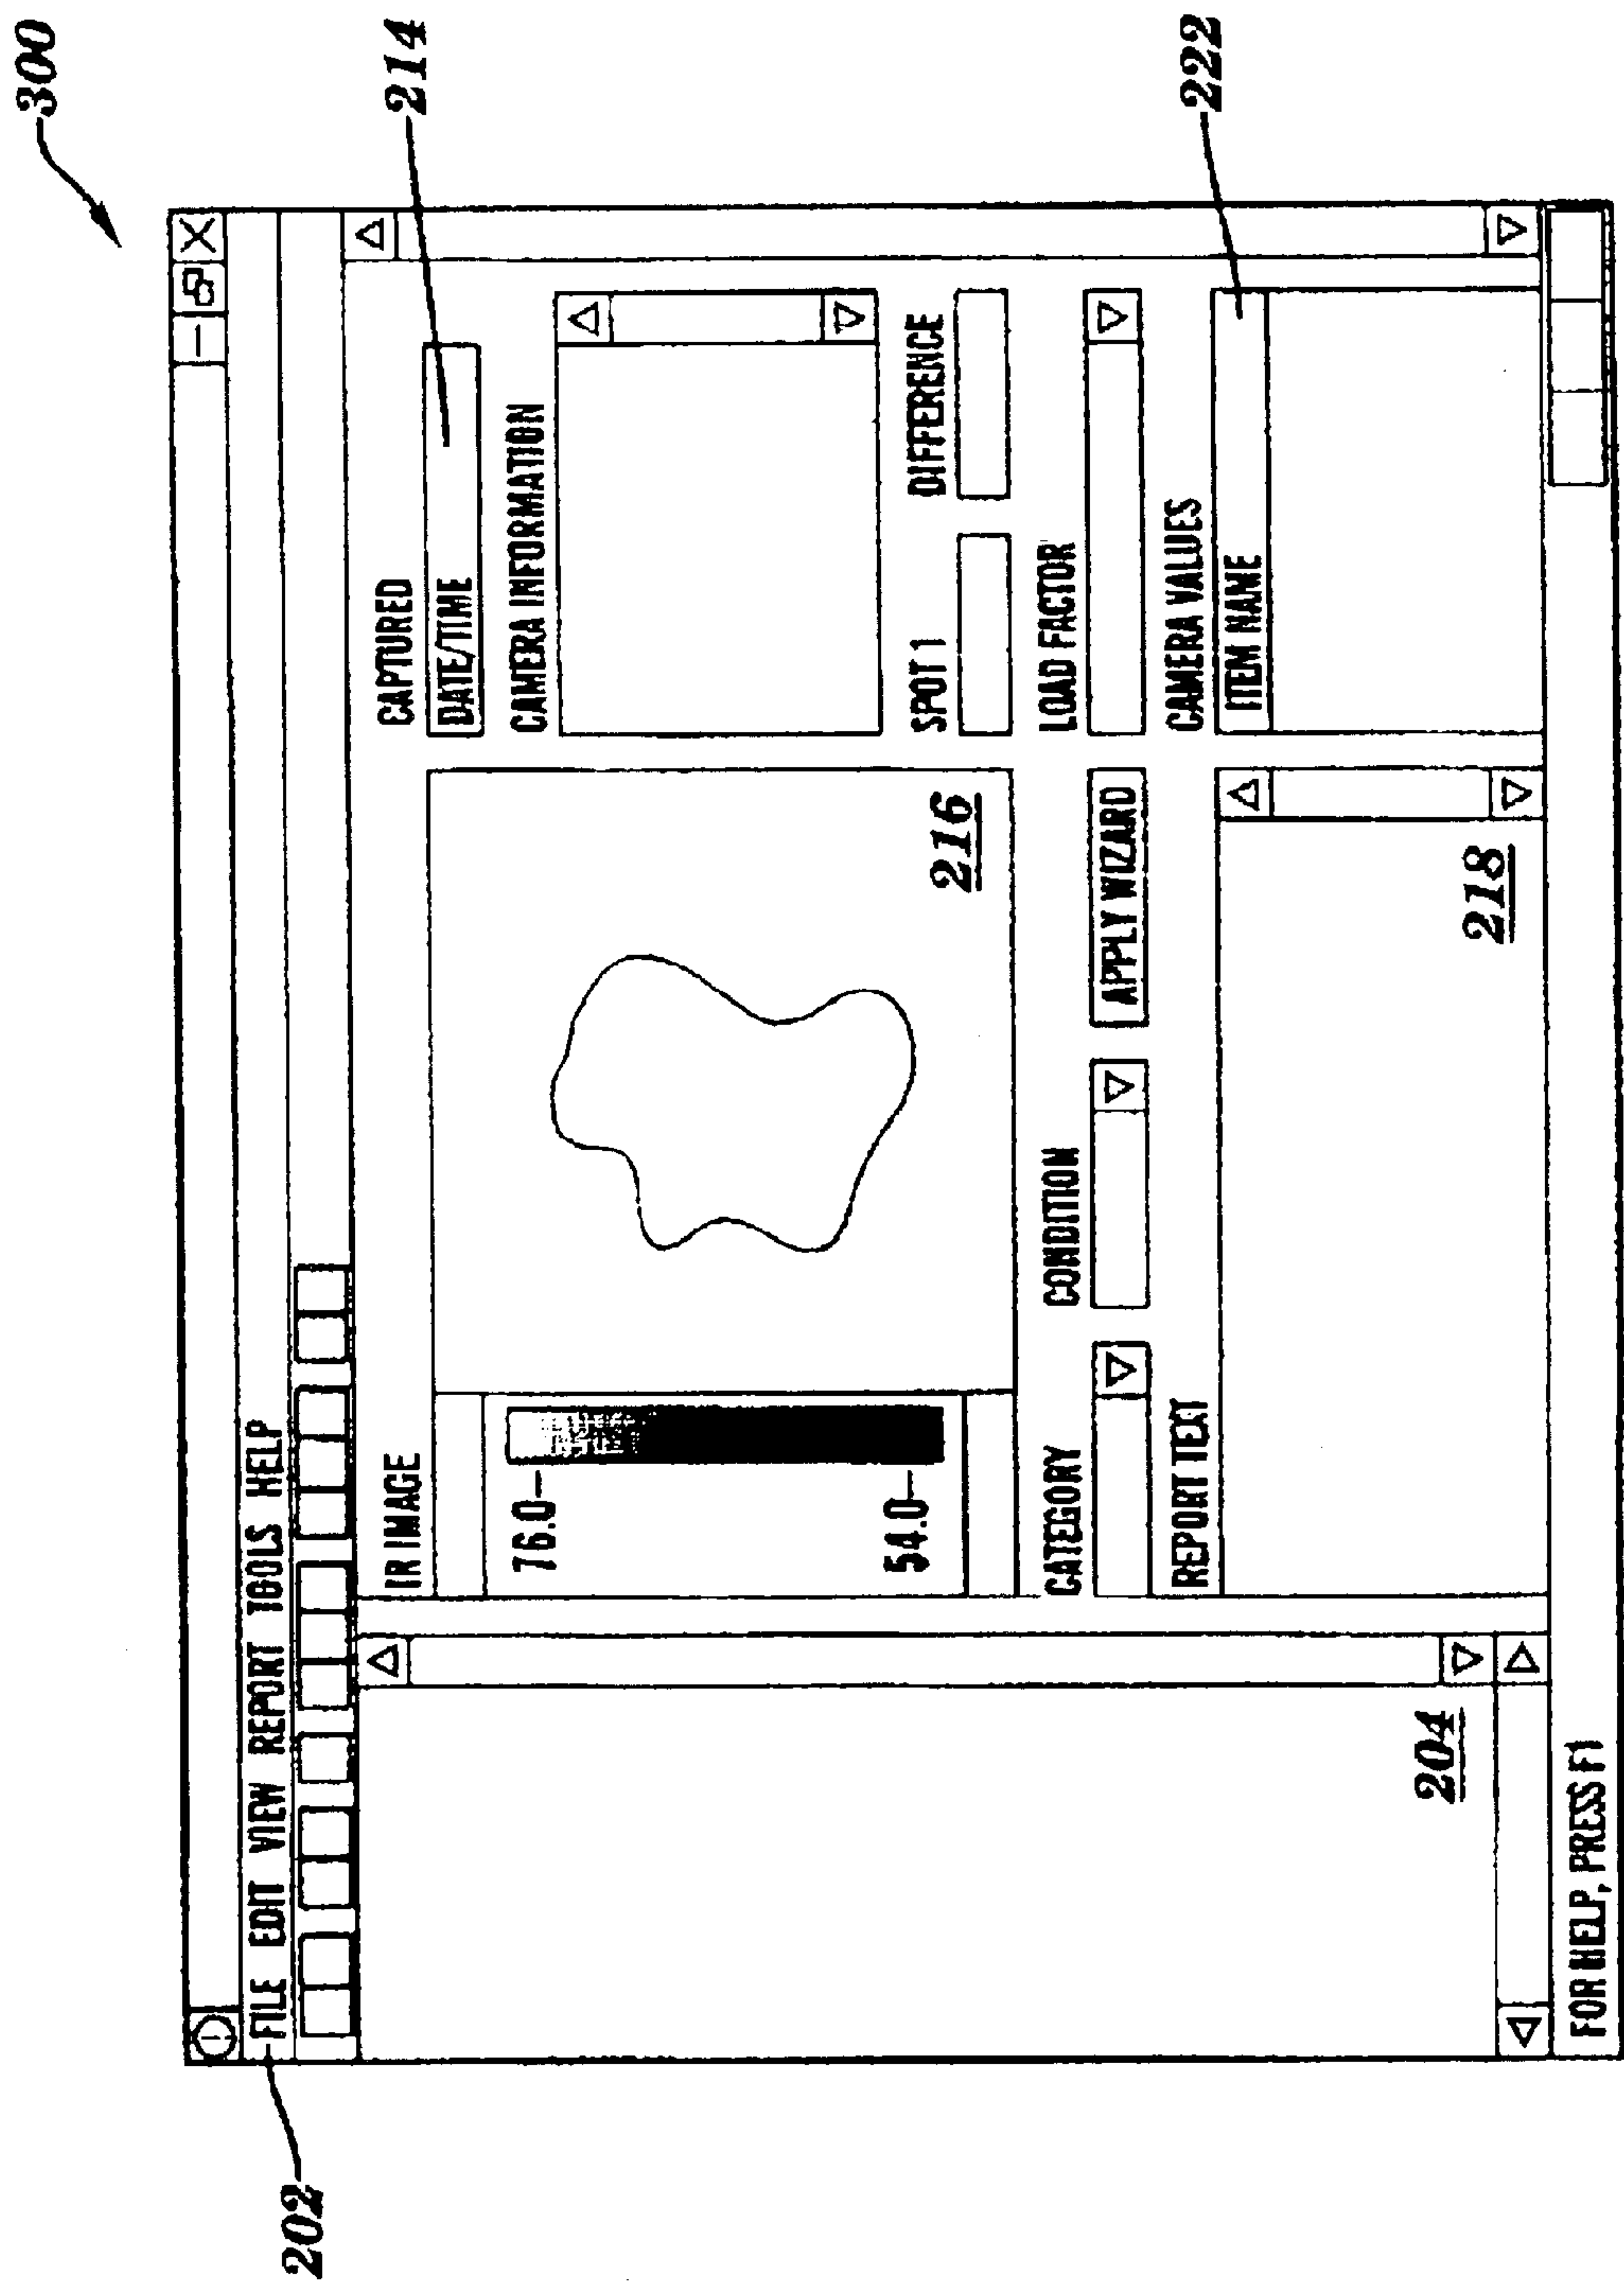 300
202
FILE EDIT VIEW REPORT TOOLS HELP
IR IMAGE
CAPTURED
DATE/TIME
214
CAMERA INFORMATION
76.0
54.0
216
SPOT 1 DIFFERENCE
CATEGORY CONDITION APPLY WIZARD LOAD FACTOR
REPORT TEXT
CAMERA VALUES
ITEM NAME
222
204
218
FOR HELP, PRESS F1